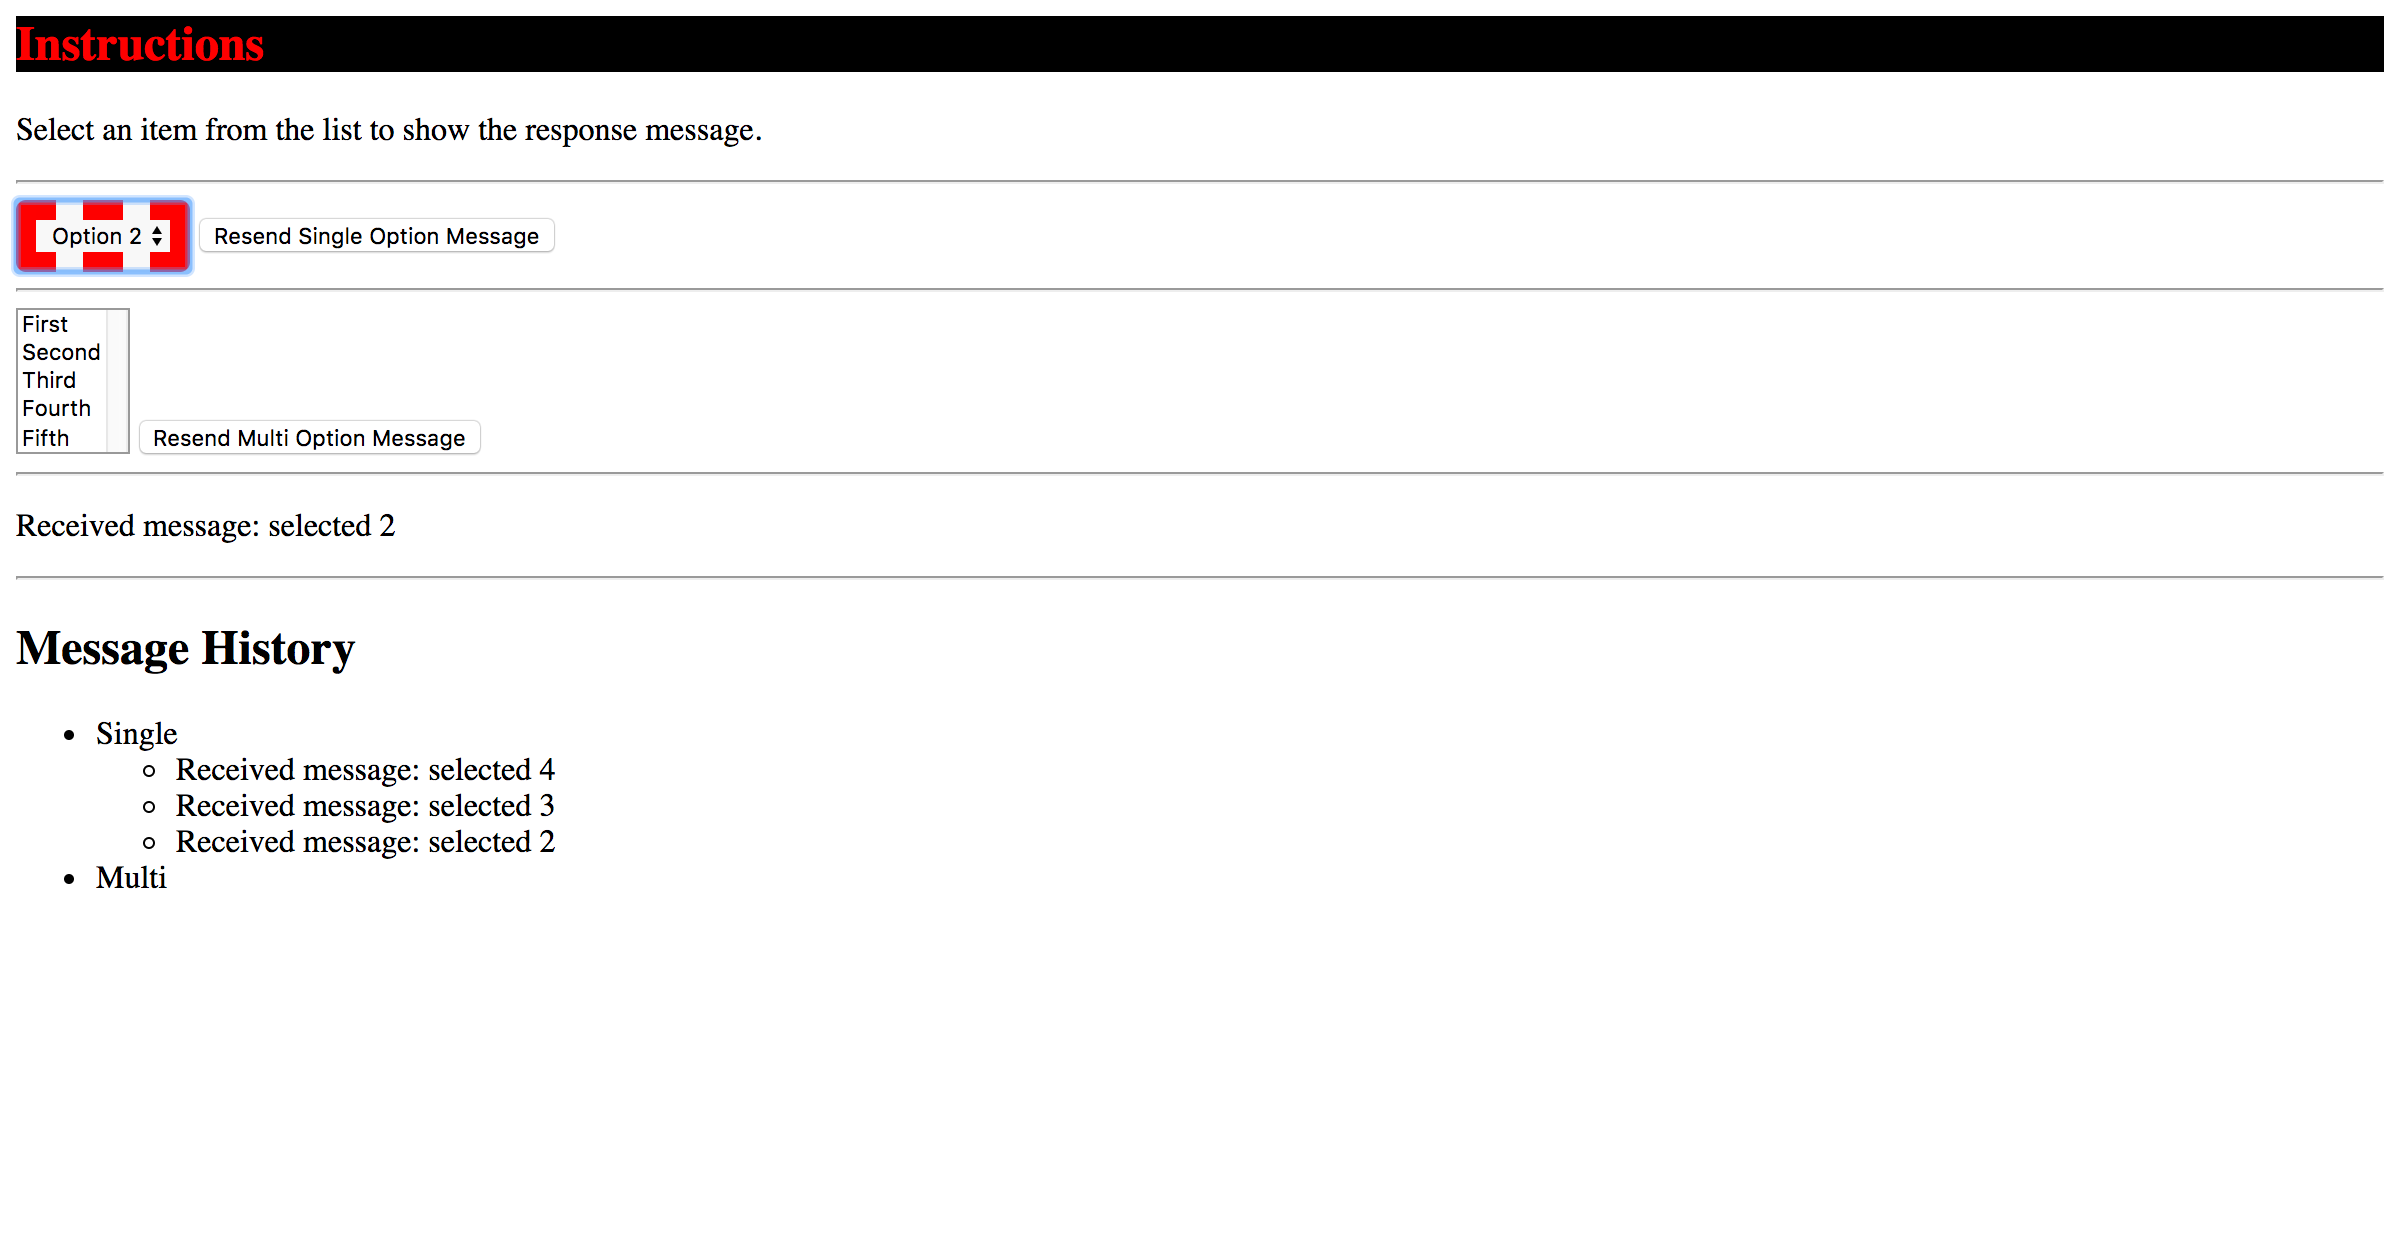 Instructions
Select an item from the list to show the response message.
Option 2 Resend Single Option Message
First
Second
Third
Fourth
Fifth Resend Multi Option Message
Received message: selected 2
Message History
Single
Received message: selected 4
Received message: selected 3
Received message: selected 2
Multi